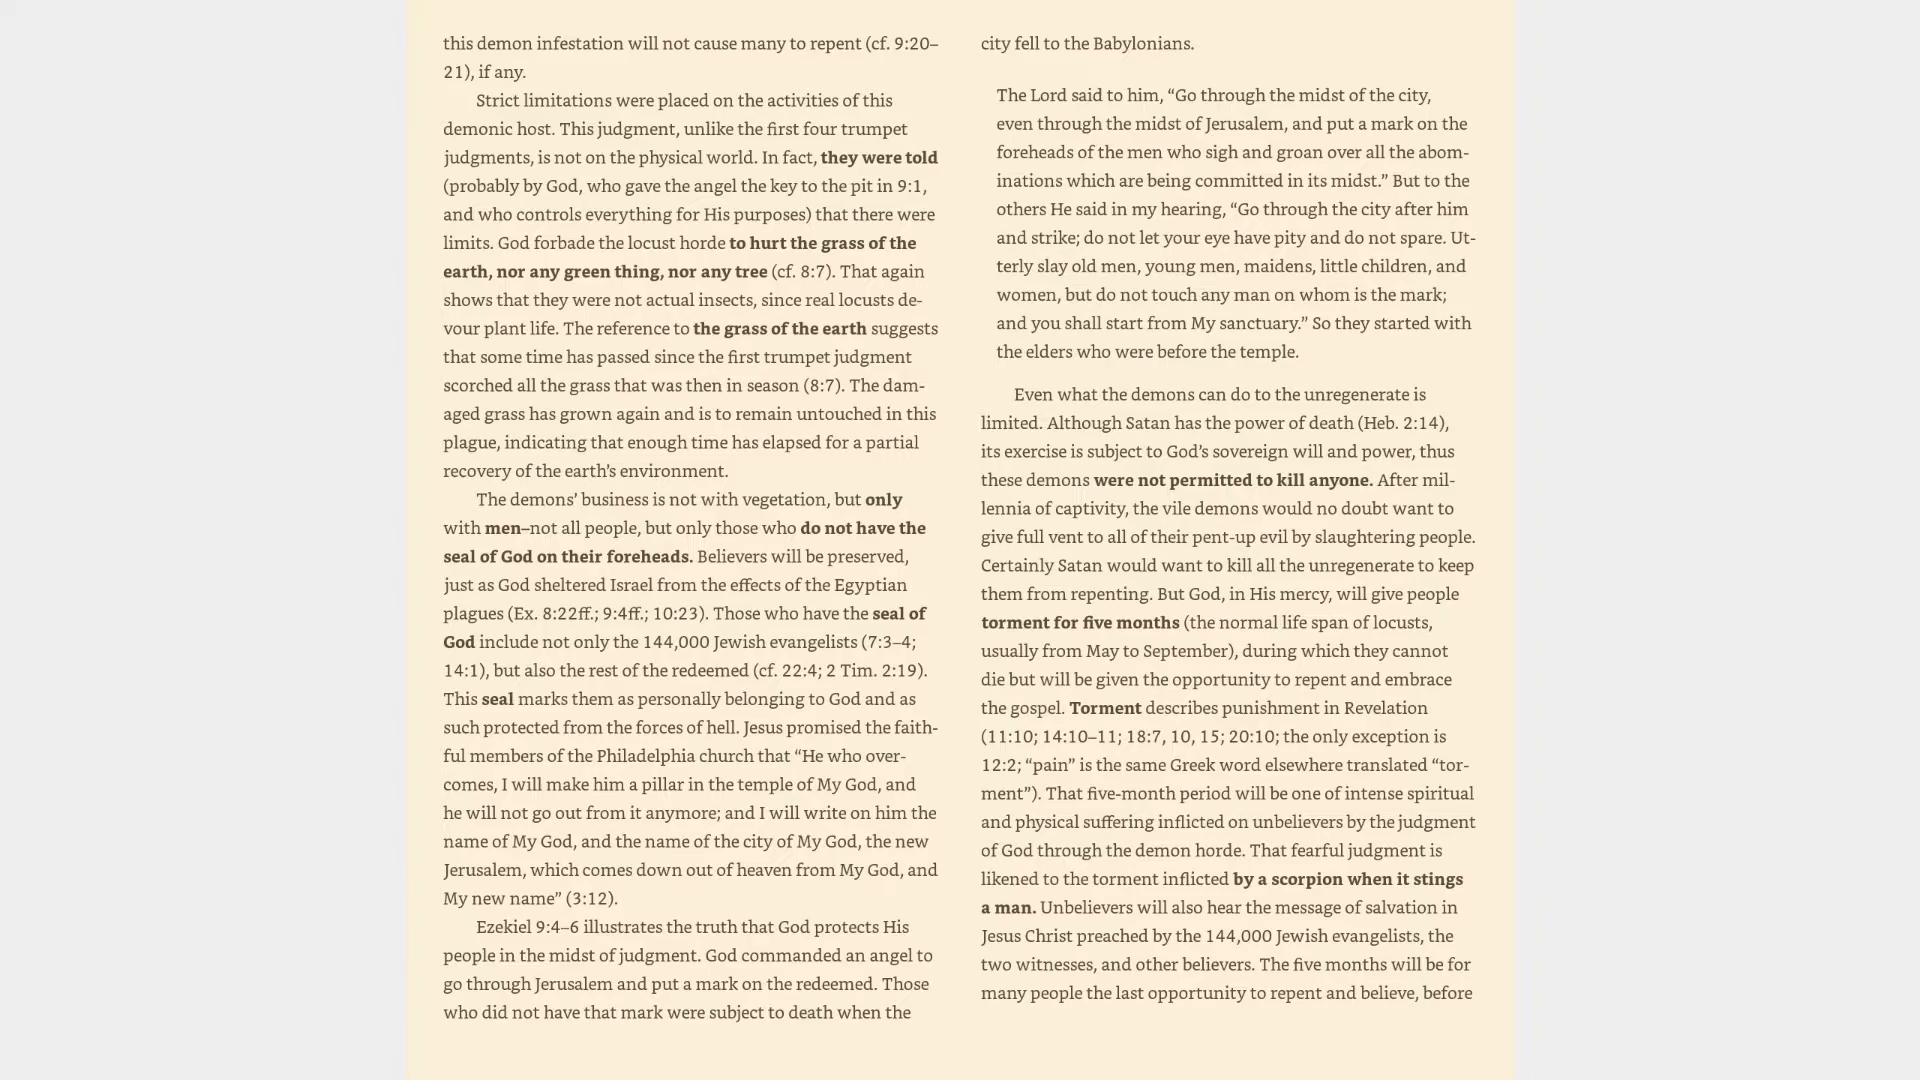 this demon infestation will not cause many to repent (cf. 9:20–
21), if any.
Strict limitations were placed on the activities of this
demonic host. This judgment, unlike the first four trumpet
judgments, is not on the physical world. In fact, they were told
(probably by God, who gave the angel the key to the pit in 9:1,
and who controls everything for His purposes) that there were
limits. God forbade the locust horde to hurt the grass of the
earth, nor any green thing, nor any tree (cf. 8:7). That again
shows that they were not actual insects, since real locusts de-
vour plant life. The reference to the grass of the earth suggests
that some time has passed since the first trumpet judgment
scorched all the grass that was then in season (8:7). The dam-
aged grass has grown again and is to remain untouched in this
plague, indicating that enough time has elapsed for a partial
recovery of the earth’s environment.
The demons’ business is not with vegetation, but only
with men–not all people, but only those who do not have the
seal of God on their foreheads. Believers will be preserved,
just as God sheltered Israel from the effects of the Egyptian
plagues (Ex. 8:22ff.; 9:4ff.; 10:23). Those who have the seal of
God include not only the 144,000 Jewish evangelists (7:3–4;
14:1), but also the rest of the redeemed (cf. 22:4; 2 Tim. 2:19).
This seal marks them as personally belonging to God and as
such protected from the forces of hell. Jesus promised the faith-
ful members of the Philadelphia church that “He who over-
comes, I will make him a pillar in the temple of My God, and
he will not go out from it anymore; and I will write on him the
name of My God, and the name of the city of My God, the new
Jerusalem, which comes down out of heaven from My God, and
My new name” (3:12).
Ezekiel 9:4–6 illustrates the truth that God protects His
people in the midst of judgment. God commanded an angel to
go through Jerusalem and put a mark on the redeemed. Those
who did not have that mark were subject to death when the
city fell to the Babylonians.
The Lord said to him, “Go through the midst of the city,
even through the midst of Jerusalem, and put a mark on the
foreheads of the men who sigh and groan over all the abom-
inations which are being committed in its midst.” But to the
others He said in my hearing, “Go through the city after him
and strike; do not let your eye have pity and do not spare. Ut-
terly slay old men, young men, maidens, little children, and
women, but do not touch any man on whom is the mark;
and you shall start from My sanctuary.” So they started with
the elders who were before the temple.
Even what the demons can do to the unregenerate is
limited. Although Satan has the power of death (Heb. 2:14),
its exercise is subject to God’s sovereign will and power, thus
these demons were not permitted to kill anyone. After mil-
lennia of captivity, the vile demons would no doubt want to
give full vent to all of their pent-up evil by slaughtering people.
Certainly Satan would want to kill all the unregenerate to keep
them from repenting. But God, in His mercy, will give people
torment for five months (the normal life span of locusts,
usually from May to September), during which they cannot
die but will be given the opportunity to repent and embrace
the gospel. Torment describes punishment in Revelation
(11:10; 14:10–11; 18:7, 10, 15; 20:10; the only exception is
12:2; “pain” is the same Greek word elsewhere translated “tor-
ment”). That five-month period will be one of intense spiritual
and physical suffering inflicted on unbelievers by the judgment
of God through the demon horde. That fearful judgment is
likened to the torment inflicted by a scorpion when it stings
a man. Unbelievers will also hear the message of salvation in
Jesus Christ preached by the 144,000 Jewish evangelists, the
two witnesses, and other believers. The five months will be for
many people the last opportunity to repent and believe, before